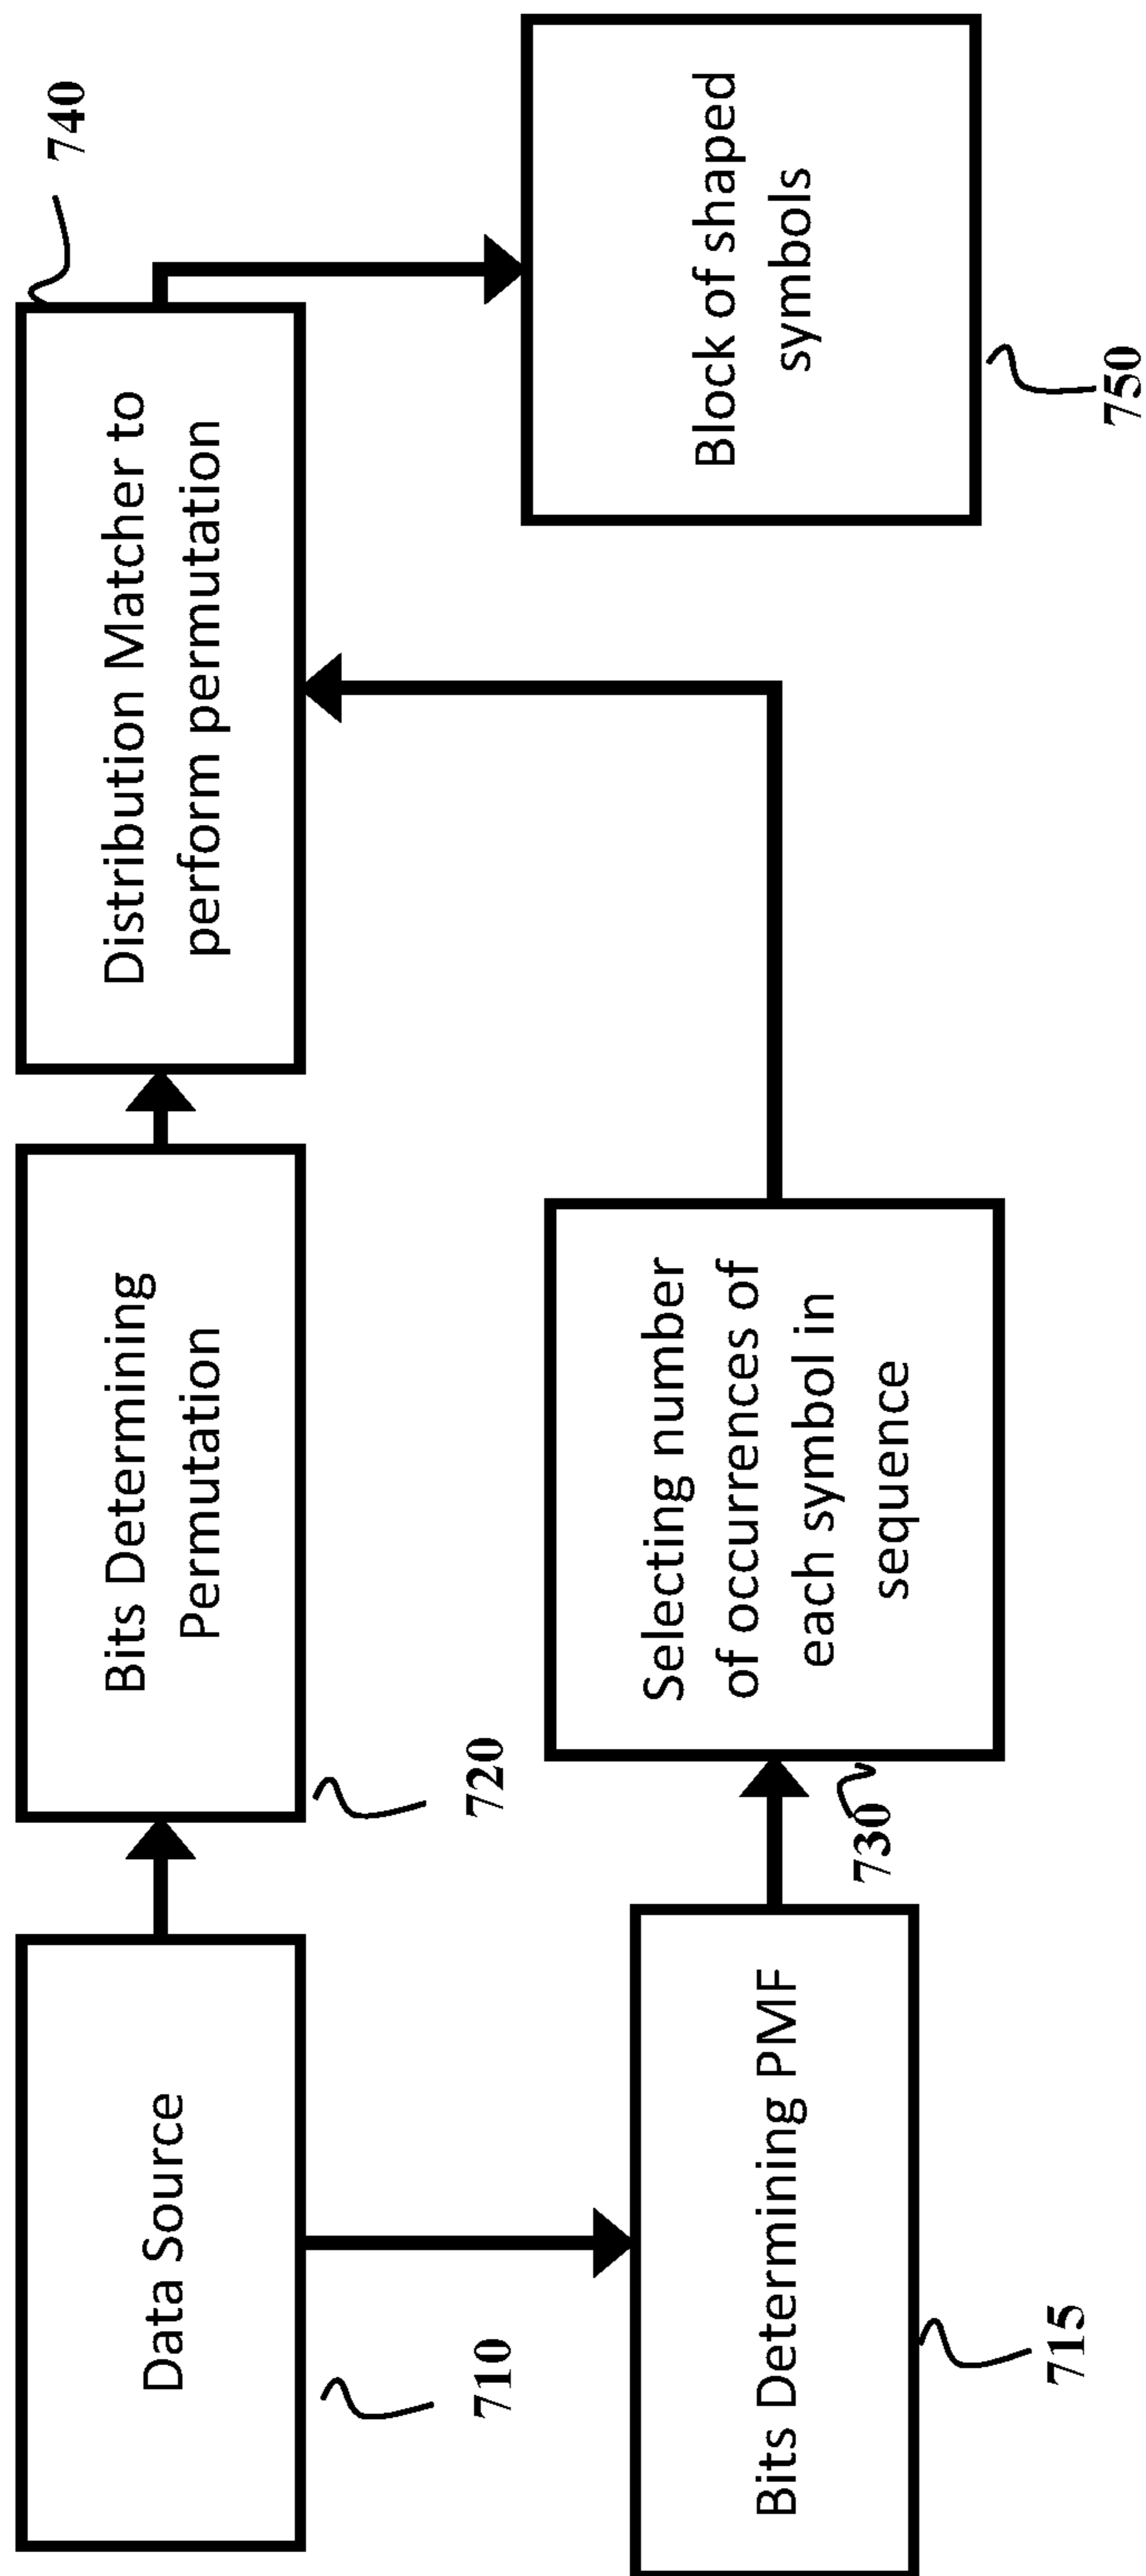 Data Source
710
Bits Determining
Permutation
720
Distribution Matcher to
perform permutation
740
Bits Determining PMF
715
Selecting number
of occurrences of
each symbol in
sequence
730
Block of shaped
symbols
750